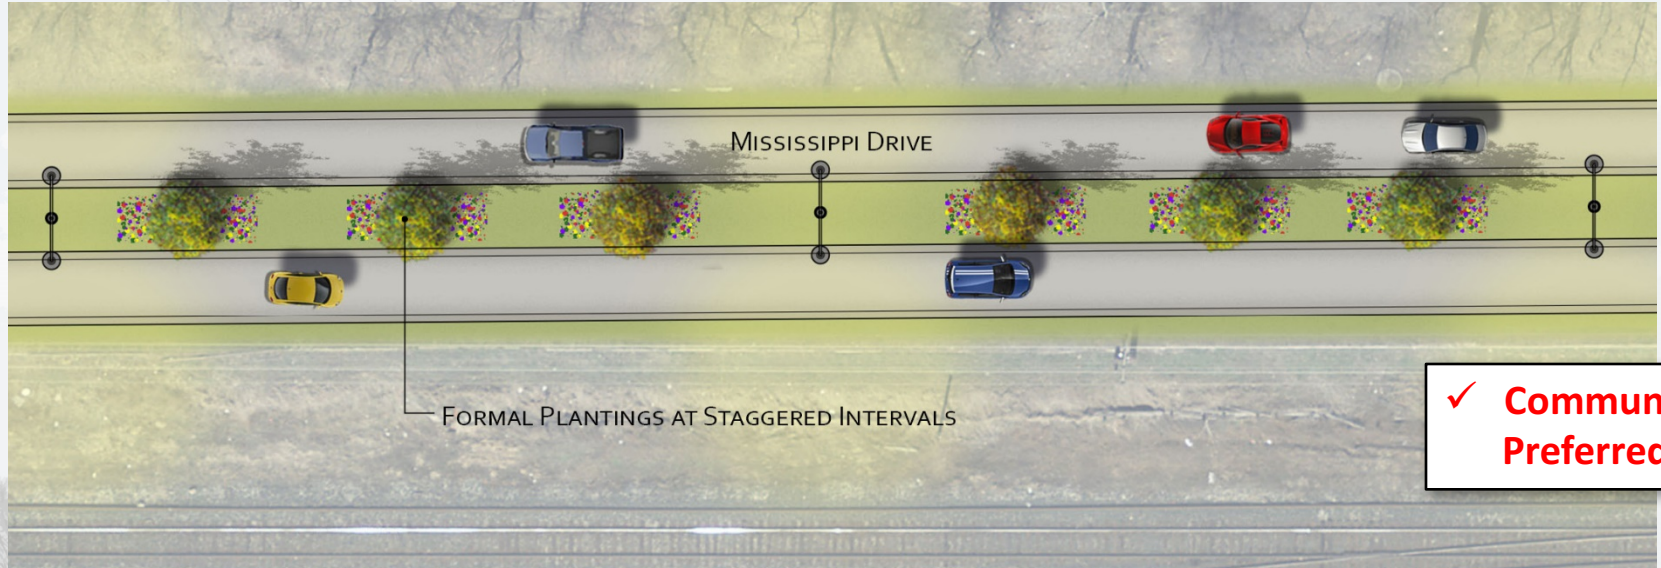 MISSISSIPPI DRIVE
FORMAL PLANTINGS AT STAGGERED INTERVALS
✓ Commun
Preferred